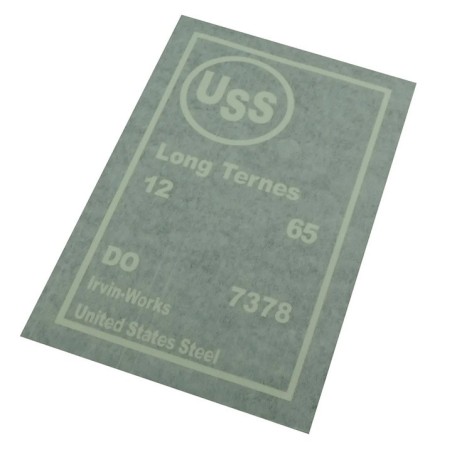 USS
Long Ternes
12
65
DO
7378
Irvin-Works
United States Steel